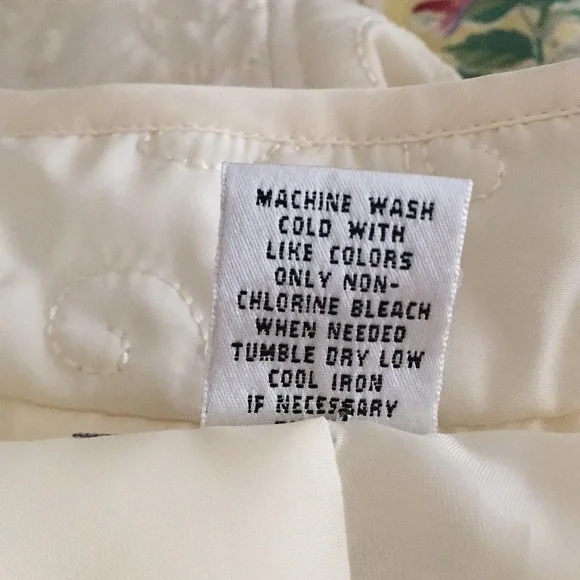 MACHINE WASH
COLD WITH
LIKE COLORS
ONLY NON-
CHLORINE BLEACH
WHEN NEEDED
TUMBLE DRY LOW
COOL IRON
IF NECESSARY